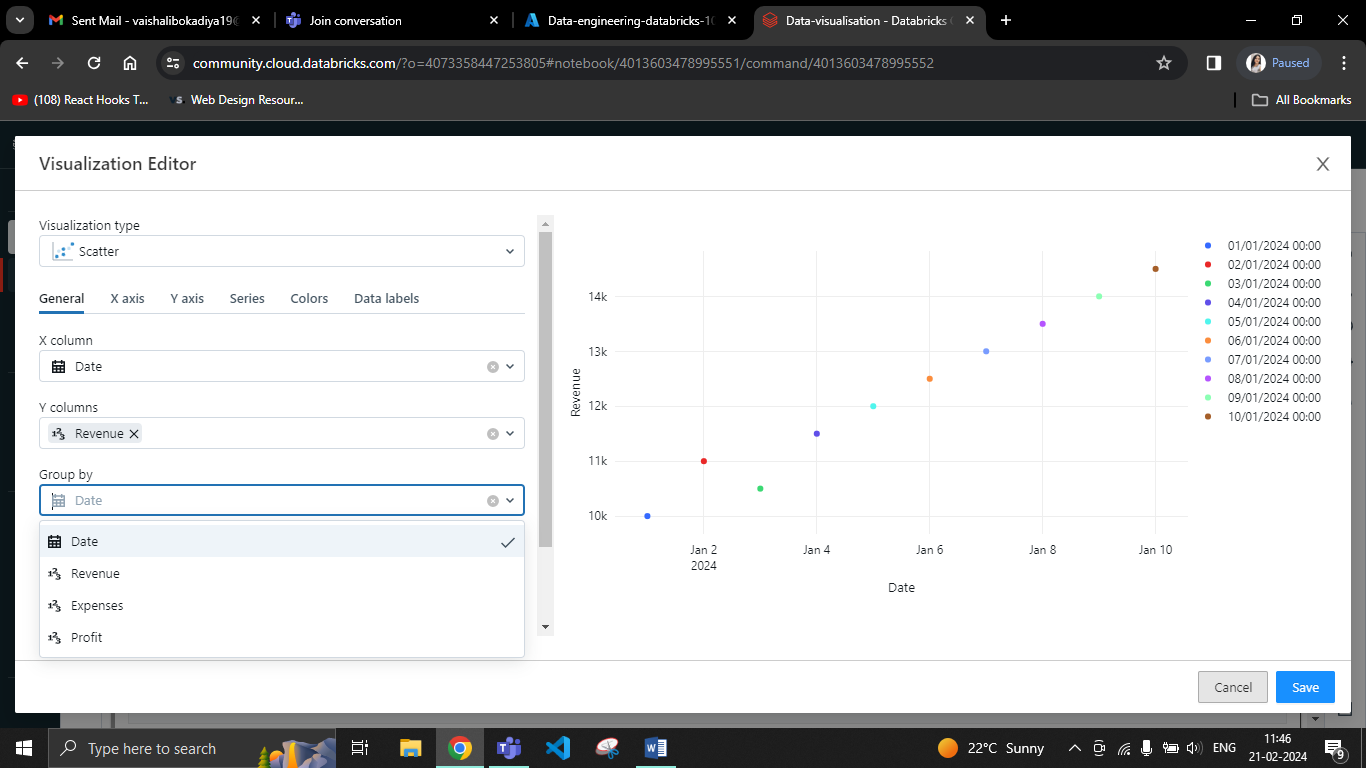 Sent Mail - vaishalibokadiya19@
Join conversation
Data-engineering-databricks-10
Data-visualisation - Databricks C
community.cloud.databricks.com/?o=4073358447253805#notebook/4013603478995551/command/4013603478995552
Paused
(108) React Hooks T...
Web Design Resour...
All Bookmarks
Visualization Editor
Visualization type
Scatter
General X axis Y axis Series Colors Data labels
X column
Date
Y columns
Revenue
Group by
Date
Date
Revenue
Expenses
Profit
14k
13k
12k
11k
10k
Revenue
Jan 2 Jan 4 Jan 6 Jan 8 Jan 10
2024
Date
01/01/2024 00:00
02/01/2024 00:00
03/01/2024 00:00
04/01/2024 00:00
05/01/2024 00:00
06/01/2024 00:00
07/01/2024 00:00
08/01/2024 00:00
09/01/2024 00:00
10/01/2024 00:00
Cancel
Save
Type here to search
22°C Sunny
ENG
11:46
21-02-2024
9